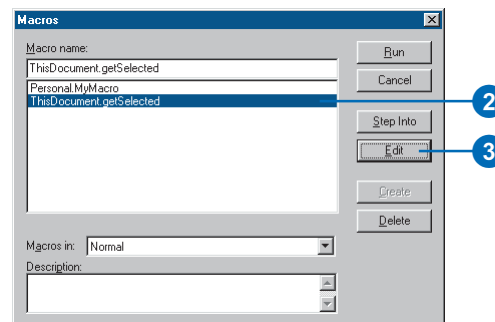 Macros
Macro name:
ThisDocument.getSelected
Personal.MyMacro
ThisDocument.getSelected
Run
Cancel
Step Into
Edit
Create
Delete
2
3
Macros in: Normal
Description: